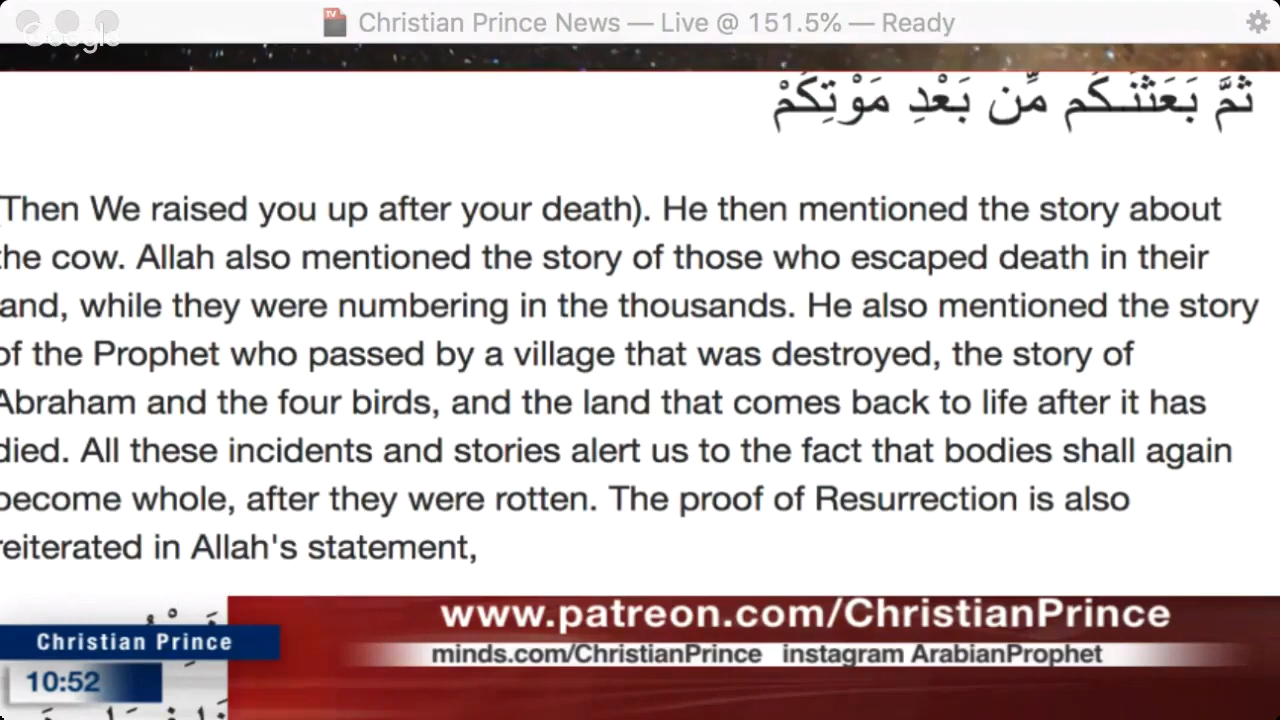 Christian Prince News — Live @ 151.5% — Ready
Google
ثُمَّ بَعَثْنَـكُم مِّن بَعْدِ مَوْتِكُمْ
(Then We raised you up after your death). He then mentioned the story about
the cow. Allah also mentioned the story of those who escaped death in their
land, while they were numbering in the thousands. He also mentioned the story
of the Prophet who passed by a village that was destroyed, the story of
Abraham and the four birds, and the land that comes back to life after it has
died. All these incidents and stories alert us to the fact that bodies shall again
become whole, after they were rotten. The proof of Resurrection is also
reiterated in Allah's statement,
www.patreon.com/ChristianPrince
Christian Prince
minds.com/ChristianPrince instagram ArabianProphet
10:52